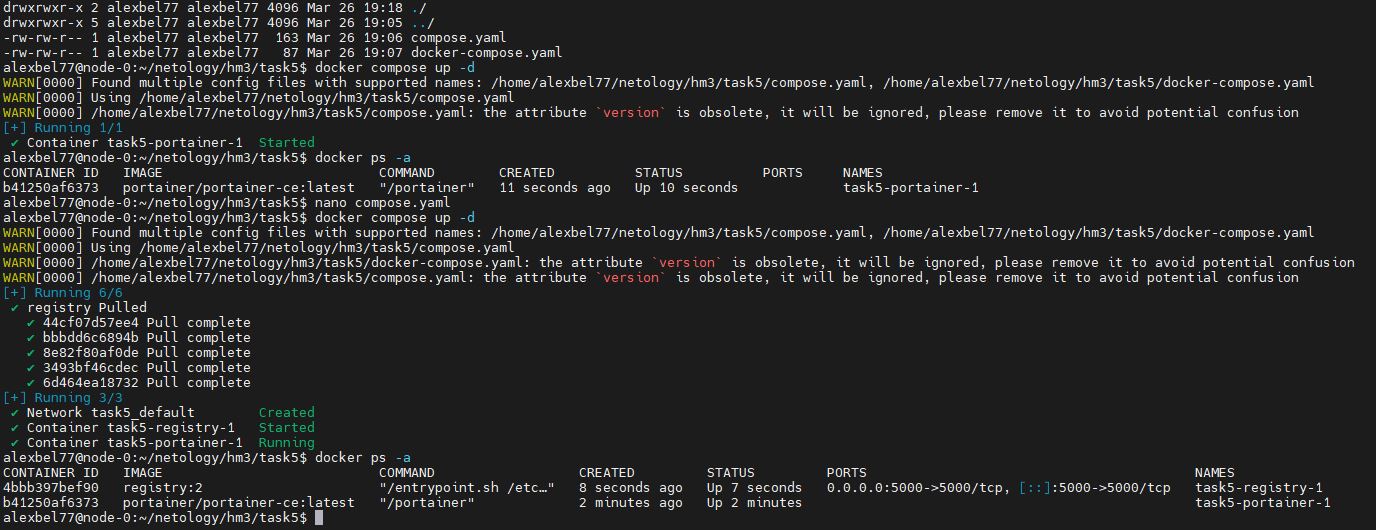 drwxrwxr-x 2 alexbel77 alexbel77 4096 Mar 26 19:18 ./
drwxrwxr-x 5 alexbel77 alexbel77 4096 Mar 26 19:05 ../
-rw-rw-r-- 1 alexbel77 alexbel77  163 Mar 26 19:06 compose.yaml
-rw-rw-r-- 1 alexbel77 alexbel77   87 Mar 26 19:07 docker-compose.yaml
alexbel77@node-0:~/netology/hm3/task5$ docker compose up -d
WARN[0000] Found multiple config files with supported names: /home/alexbel77/netology/hm3/task5/compose.yaml, /home/alexbel77/netology/hm3/task5/docker-compose.yaml
WARN[0000] Using /home/alexbel77/netology/hm3/task5/compose.yaml
WARN[0000] /home/alexbel77/netology/hm3/task5/compose.yaml: the attribute `version` is obsolete, it will be ignored, please remove it to avoid potential confusion
[+] Running 1/1
 ✔ Container task5-portainer-1  Started
alexbel77@node-0:~/netology/hm3/task5$ docker ps -a
CONTAINER ID   IMAGE                           COMMAND        CREATED          STATUS          PORTS     NAMES
b41250af6373   portainer/portainer-ce:latest   "/portainer"   11 seconds ago   Up 10 seconds             task5-portainer-1
alexbel77@node-0:~/netology/hm3/task5$ nano compose.yaml
alexbel77@node-0:~/netology/hm3/task5$ docker compose up -d
WARN[0000] Found multiple config files with supported names: /home/alexbel77/netology/hm3/task5/compose.yaml, /home/alexbel77/netology/hm3/task5/docker-compose.yaml
WARN[0000] Using /home/alexbel77/netology/hm3/task5/compose.yaml
WARN[0000] /home/alexbel77/netology/hm3/task5/docker-compose.yaml: the attribute `version` is obsolete, it will be ignored, please remove it to avoid potential confusion
WARN[0000] /home/alexbel77/netology/hm3/task5/compose.yaml: the attribute `version` is obsolete, it will be ignored, please remove it to avoid potential confusion
[+] Running 6/6
 ✔ registry Pulled
   ✔ 44cf07d57ee4 Pull complete
   ✔ bbbdd6c6894b Pull complete
   ✔ 8e82f80af0de Pull complete
   ✔ 3493bf46cdec Pull complete
   ✔ 6d464ea18732 Pull complete
[+] Running 3/3
 ✔ Network task5_default        Created
 ✔ Container task5-registry-1   Started
 ✔ Container task5-portainer-1  Running
alexbel77@node-0:~/netology/hm3/task5$ docker ps -a
CONTAINER ID   IMAGE                           COMMAND                  CREATED         STATUS         PORTS                                         NAMES
4bbb397bef90   registry:2                      "/entrypoint.sh /etc…"   8 seconds ago   Up 7 seconds   0.0.0.0:5000->5000/tcp, [::]:5000->5000/tcp   task5-registry-1
b41250af6373   portainer/portainer-ce:latest   "/portainer"             2 minutes ago   Up 2 minutes                                                 task5-portainer-1
alexbel77@node-0:~/netology/hm3/task5$